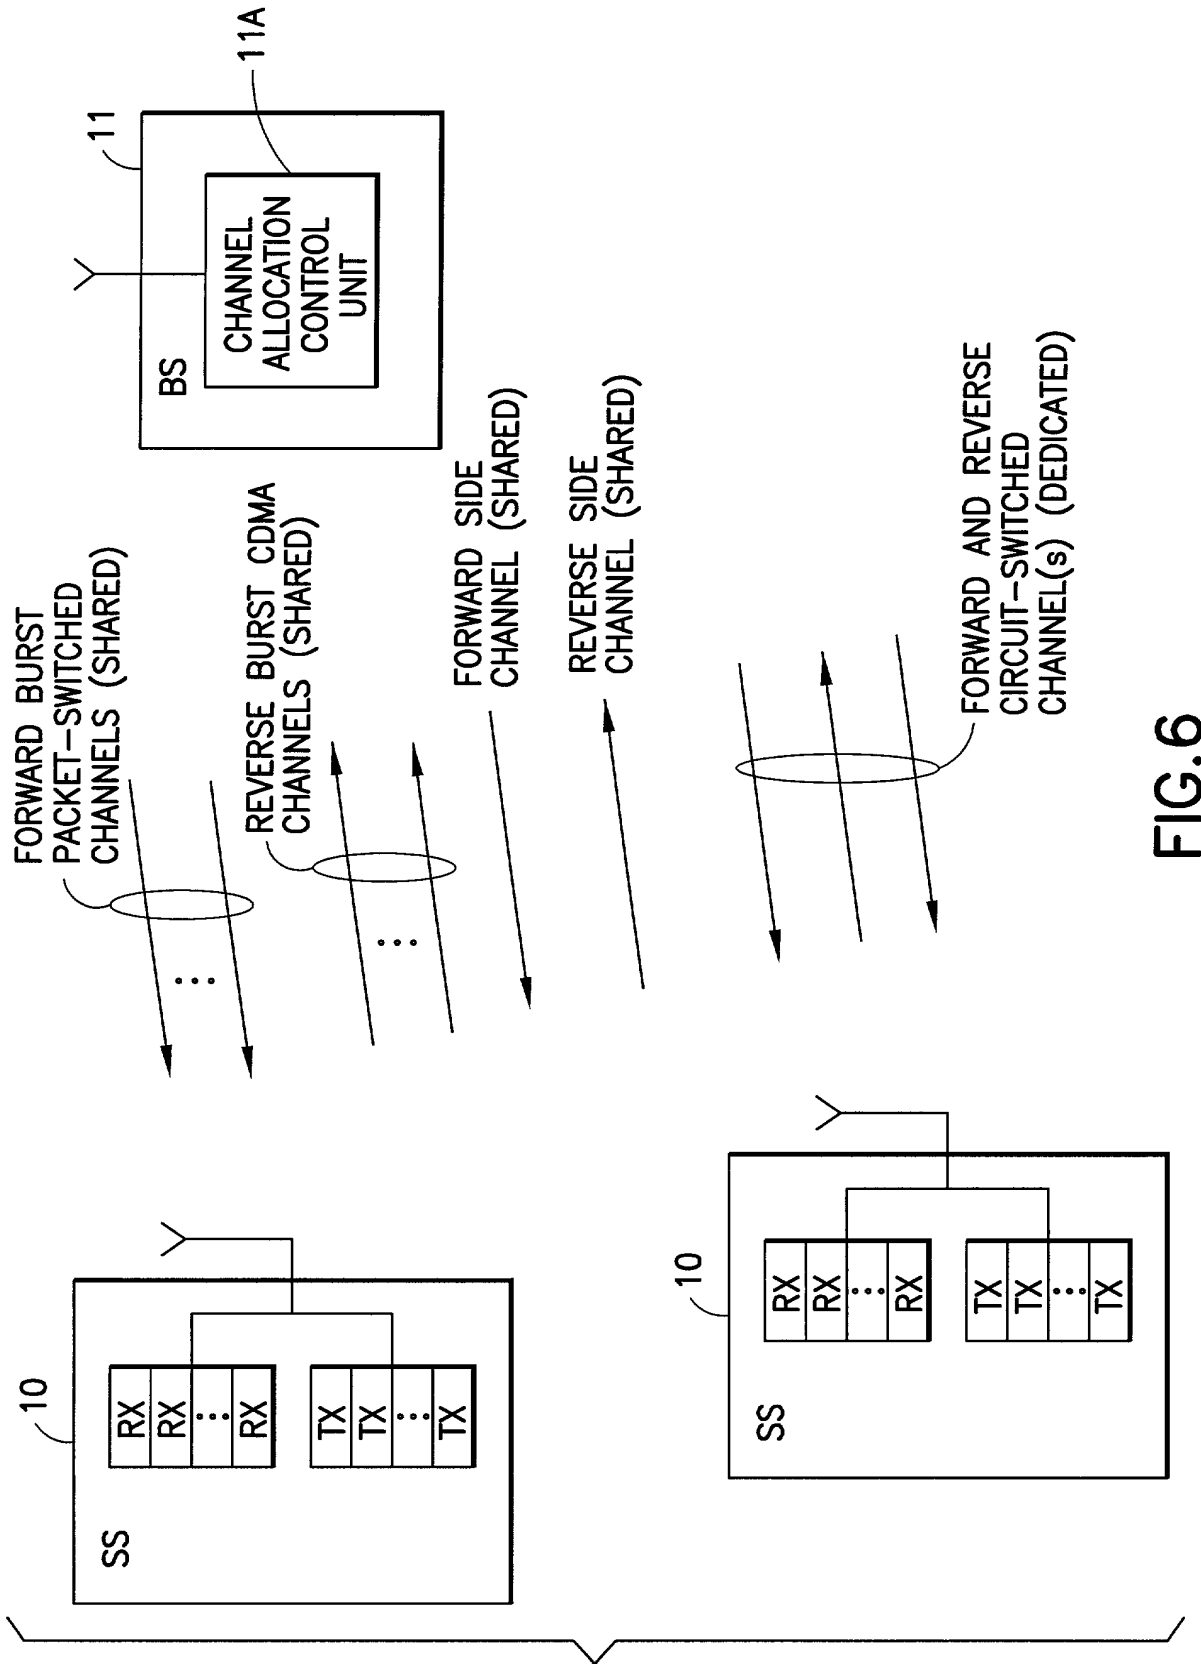 10
SS
RX
RX
...
RX
TX
TX
...
TX
10
SS
RX
RX
...
RX
TX
TX
...
TX
FORWARD BURST
PACKET-SWITCHED
CHANNELS (SHARED)
...
REVERSE BURST CDMA
CHANNELS (SHARED)
...
FORWARD SIDE
CHANNEL (SHARED)
REVERSE SIDE
CHANNEL (SHARED)
FORWARD AND REVERSE
CIRCUIT-SWITCHED
CHANNEL(s) (DEDICATED)
11
BS
CHANNEL
ALLOCATION
CONTROL
UNIT
11A
FIG.6